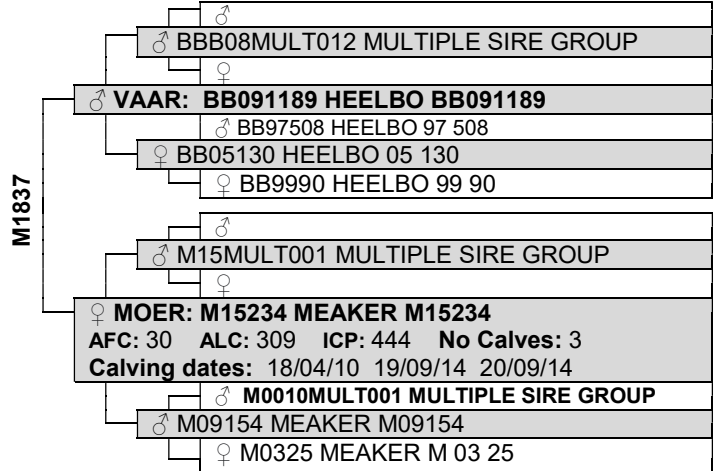 ♂
♂ BBB08MULT012 MULTIPLE SIRE GROUP
♀
♂ VAAR: BB091189 HEELBO BB091189
♂ BB97508 HEELBO 97 508
♀ BB05130 HEELBO 05 130
♀ BB9990 HEELBO 99 90
M1837
♂
♂ M15MULT001 MULTIPLE SIRE GROUP
♀
♀ MOER: M15234 MEAKER M15234
AFC: 30 ALC: 309 ICP: 444 No Calves: 3
Calving dates: 18/04/10 19/09/14 20/09/14
♂ M0010MULT001 MULTIPLE SIRE GROUP
♂ M09154 MEAKER M09154
♀ M0325 MEAKER M 03 25